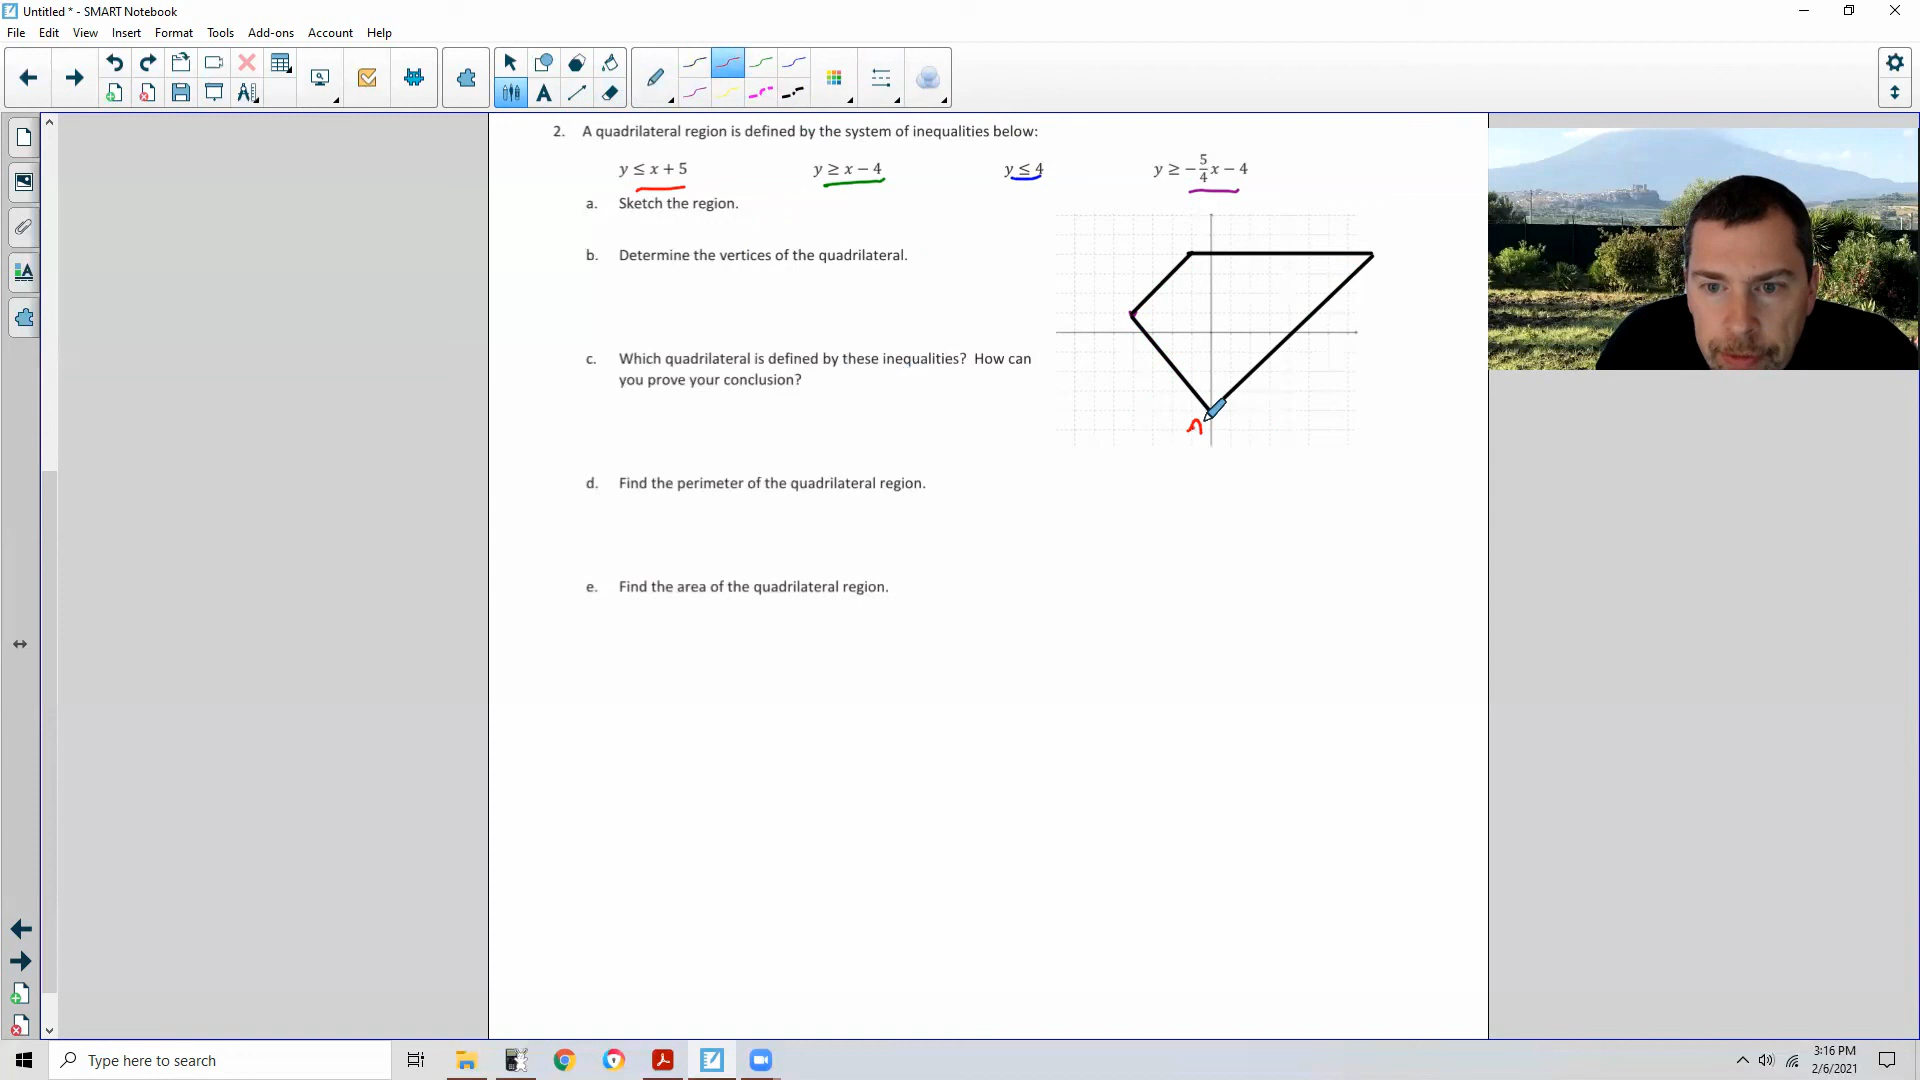 Untitled * - SMART Notebook
File Edit View Insert Format Tools Add-ons Account Help
2. A quadrilateral region is defined by the system of inequalities below:
y ≤ x + 5 y ≥ x − 4 y ≤ 4 y ≥ −5/4x − 4
a. Sketch the region.
b. Determine the vertices of the quadrilateral.
c. Which quadrilateral is defined by these inequalities? How can
you prove your conclusion?
d. Find the perimeter of the quadrilateral region.
e. Find the area of the quadrilateral region.
Type here to search
3:16 PM
2/6/2021